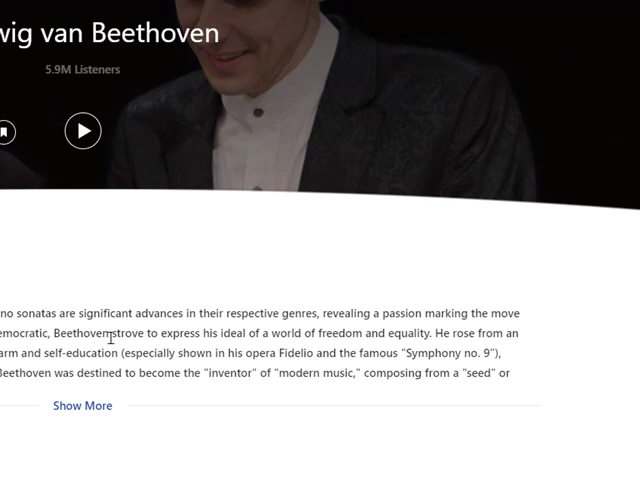 wig van Beethoven
5.9M Listeners
no sonatas are significant advances in their respective genres, revealing a passion marking the move
emocratic, Beethoven strove to express his ideal of a world of freedom and equality. He rose from an
arm and self-education (especially shown in his opera Fidelio and the famous "Symphony no. 9"),
Beethoven was destined to become the "inventor" of "modern music," composing from a "seed" or
Show More